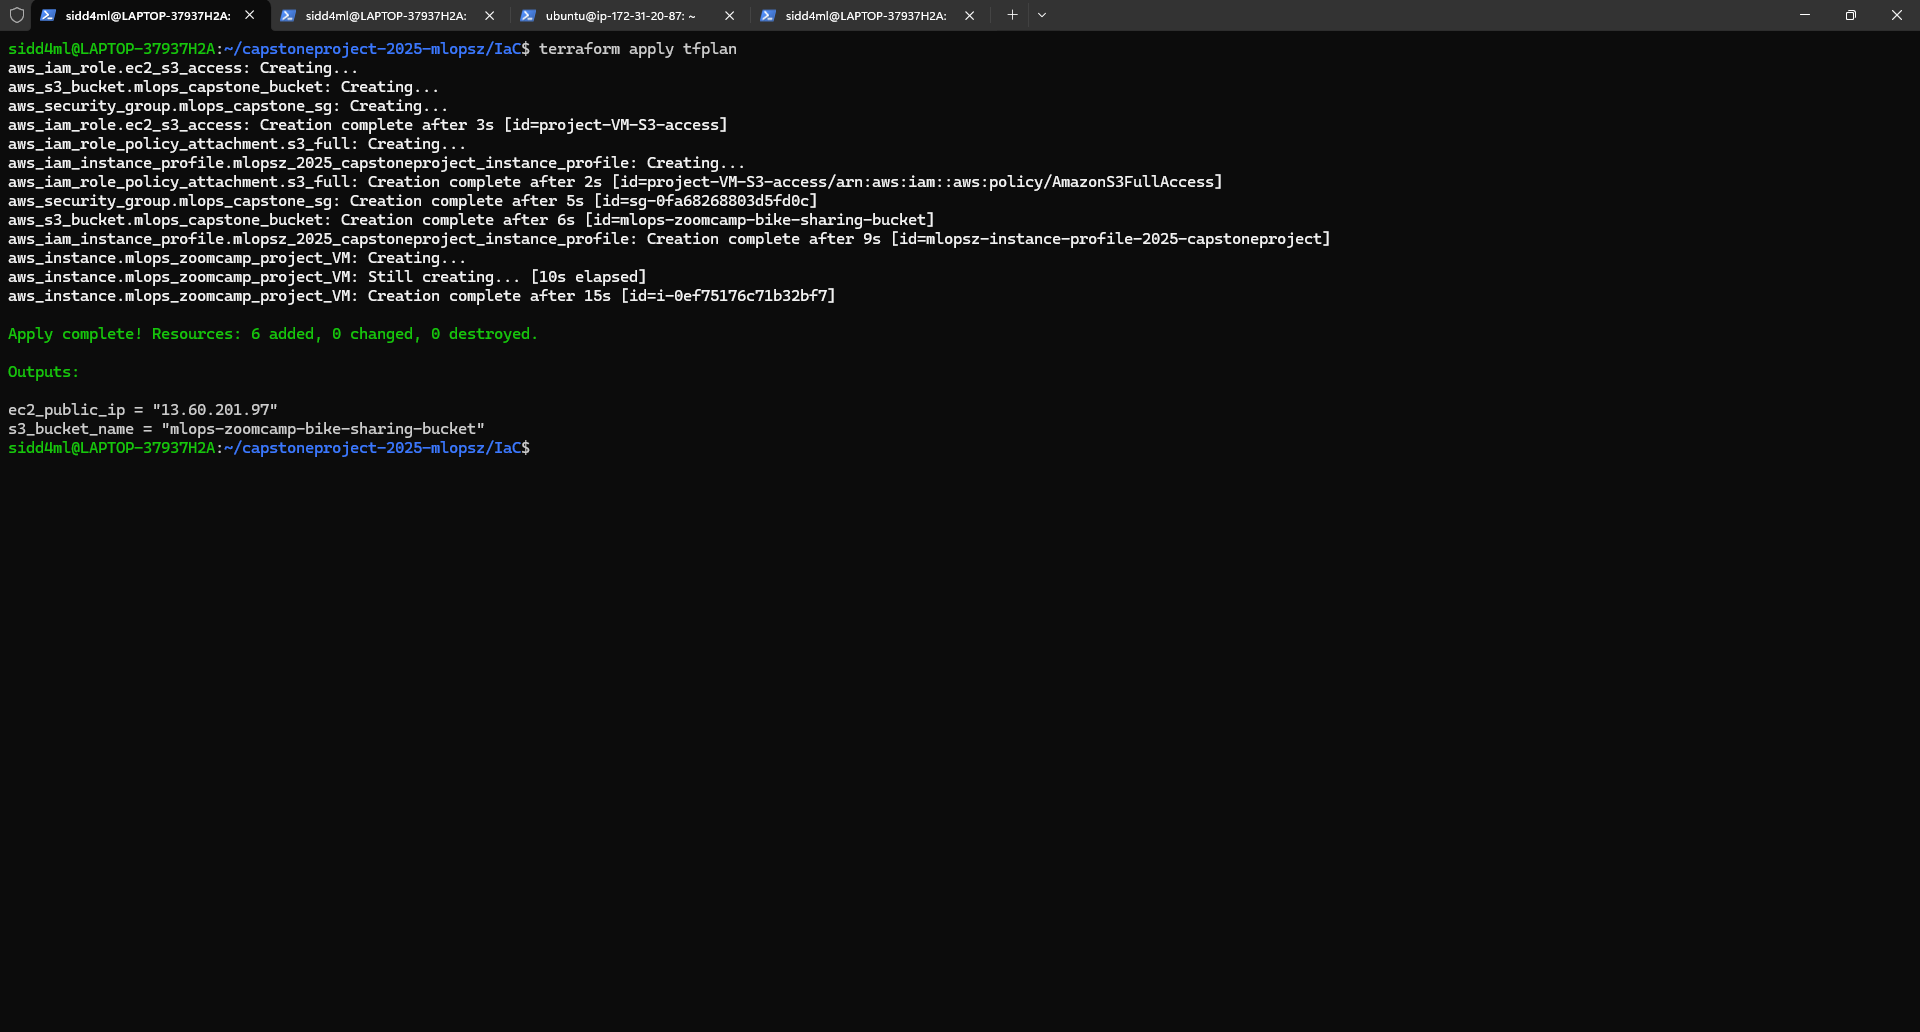 sidd4ml@LAPTOP-37937H2A: sidd4ml@LAPTOP-37937H2A: ubuntu@ip-172-31-20-87: ~ sidd4ml@LAPTOP-37937H2A:
sidd4ml@LAPTOP-37937H2A:~/capstoneproject-2025-mlopsz/IaC$ terraform apply tfplan
aws_iam_role.ec2_s3_access: Creating...
aws_s3_bucket.mlops_capstone_bucket: Creating...
aws_security_group.mlops_capstone_sg: Creating...
aws_iam_role.ec2_s3_access: Creation complete after 3s [id=project-VM-S3-access]
aws_iam_role_policy_attachment.s3_full: Creating...
aws_iam_instance_profile.mlopsz_2025_capstoneproject_instance_profile: Creating...
aws_iam_role_policy_attachment.s3_full: Creation complete after 2s [id=project-VM-S3-access/arn:aws:iam::aws:policy/AmazonS3FullAccess]
aws_security_group.mlops_capstone_sg: Creation complete after 5s [id=sg-0fa68268803d5fd0c]
aws_s3_bucket.mlops_capstone_bucket: Creation complete after 6s [id=mlops-zoomcamp-bike-sharing-bucket]
aws_iam_instance_profile.mlopsz_2025_capstoneproject_instance_profile: Creation complete after 9s [id=mlopsz-instance-profile-2025-capstoneproject]
aws_instance.mlops_zoomcamp_project_VM: Creating...
aws_instance.mlops_zoomcamp_project_VM: Still creating... [10s elapsed]
aws_instance.mlops_zoomcamp_project_VM: Creation complete after 15s [id=i-0ef75176c71b32bf7]
Apply complete! Resources: 6 added, 0 changed, 0 destroyed.
Outputs:
ec2_public_ip = "13.60.201.97"
s3_bucket_name = "mlops-zoomcamp-bike-sharing-bucket"
sidd4ml@LAPTOP-37937H2A:~/capstoneproject-2025-mlopsz/IaC$